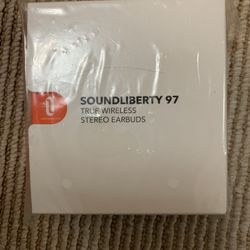 SOUNDLIBERTY 97
TRUE WIRELESS
STEREO EARBUDS